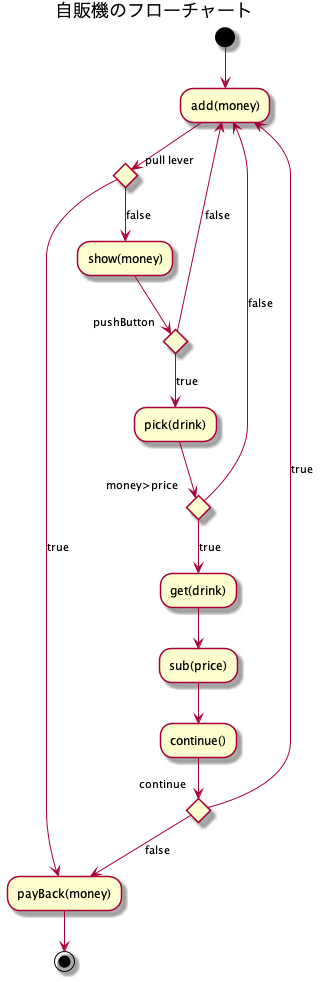 自販機のフローチャート
add(money)
pull lever
false
false
show(money)
pushButton
false
true
pick(drink)
true
money>price
true
true
get(drink)
sub(price)
continue()
continue
false
payBack(money)